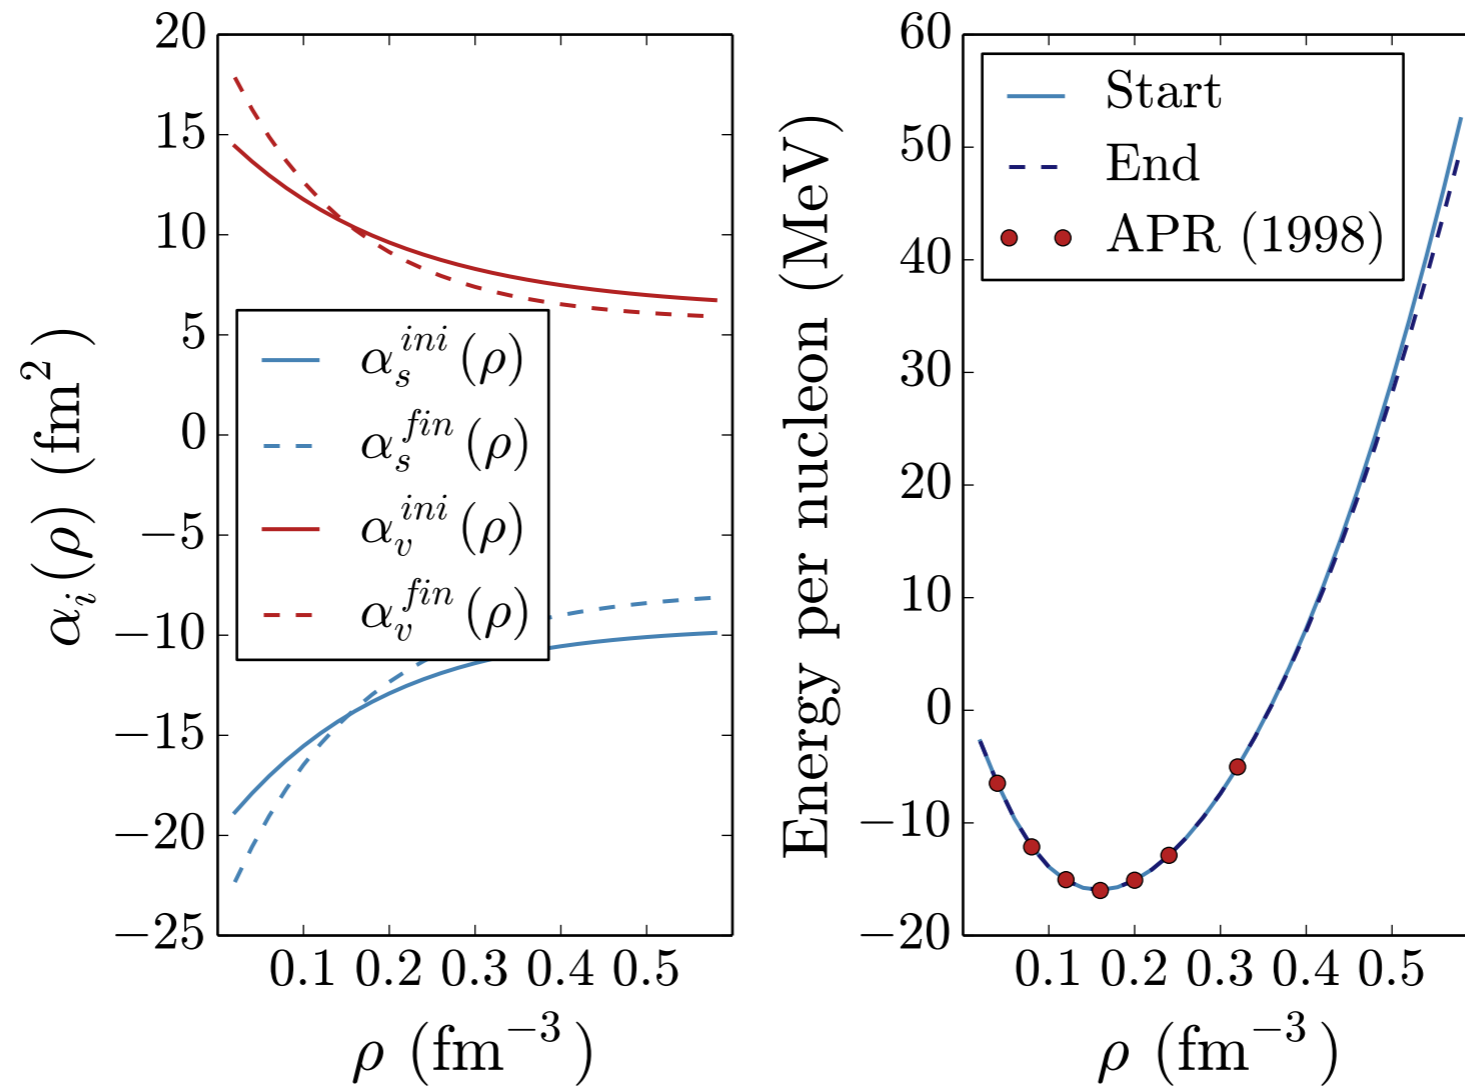 α_i(ρ) (fm²)
20
15
10
5
0
−5
−10
−15
−20
−25
α_s^{ini}(ρ)
α_s^{fin}(ρ)
α_v^{ini}(ρ)
α_v^{fin}(ρ)
0.1 0.2 0.3 0.4 0.5
ρ (fm⁻³)
Energy per nucleon (MeV)
60
50
40
30
20
10
0
−10
−20
Start
End
APR (1998)
0.1 0.2 0.3 0.4 0.5
ρ (fm⁻³)